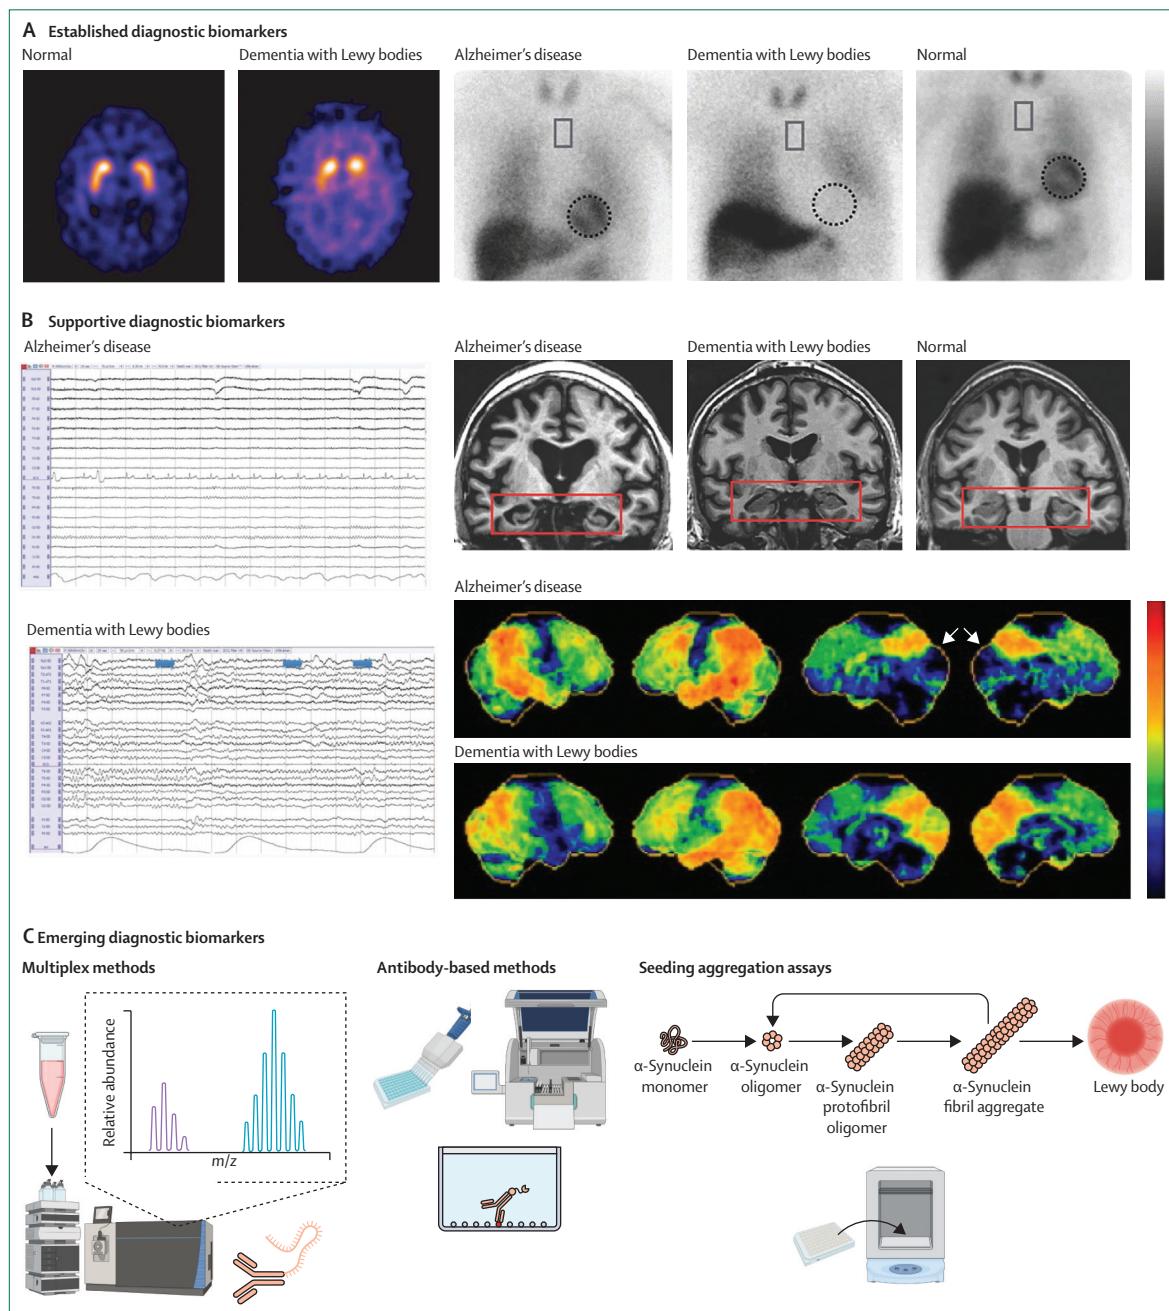 A Established diagnostic biomarkers
Normal
Dementia with Lewy bodies
Alzheimer's disease
Dementia with Lewy bodies
Normal
B Supportive diagnostic biomarkers
Alzheimer's disease
Alzheimer's disease
Dementia with Lewy bodies
Normal
Alzheimer's disease
Dementia with Lewy bodies
Dementia with Lewy bodies
C Emerging diagnostic biomarkers
Multiplex methods
Relative abundance
m/z
Antibody-based methods
Seeding aggregation assays
α-Synuclein
monomer
α-Synuclein
oligomer
α-Synuclein
protofibril
oligomer
α-Synuclein
fibril aggregate
Lewy body